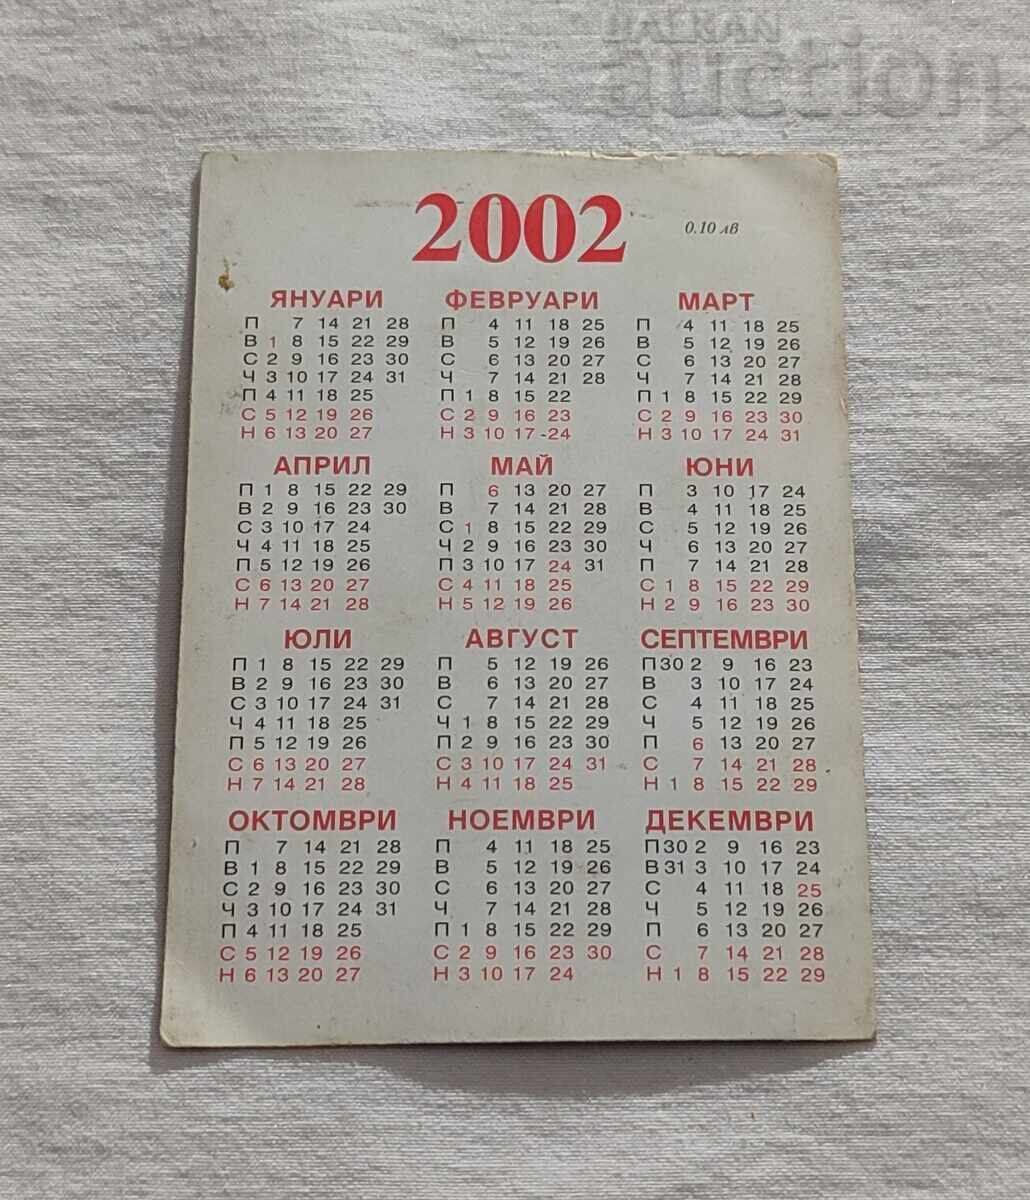 BALKAN
auction
2002
0.10 лв
ЯНУАРИ ФЕВРУАРИ МАРТ
П 7 14 21 28 П 4 11 18 25 П 4 11 18 25
В 1 8 15 22 29 В 5 12 19 26 В 5 12 19 26
С 2 9 16 23 30 С 6 13 20 27 С 6 13 20 27
Ч 3 10 17 24 31 Ч 7 14 21 28 Ч 7 14 21 28
П 4 11 18 25 П 1 8 15 22 П 1 8 15 22 29
С 5 12 19 26 С 2 9 16 23 С 2 9 16 23 30
Н 6 13 20 27 Н 3 10 17 24 Н 3 10 17 24 31
АПРИЛ МАЙ ЮНИ
П 1 8 15 22 29 П 6 13 20 27 П 3 10 17 24
В 2 9 16 23 30 В 7 14 21 28 В 4 11 18 25
С 3 10 17 24 С 1 8 15 22 29 С 5 12 19 26
Ч 4 11 18 25 Ч 2 9 16 23 30 Ч 6 13 20 27
П 5 12 19 26 П 3 10 17 24 31 П 7 14 21 28
С 6 13 20 27 С 4 11 18 25 С 1 8 15 22 29
Н 7 14 21 28 Н 5 12 19 26 Н 2 9 16 23 30
ЮЛИ АВГУСТ СЕПТЕМВРИ
П 1 8 15 22 29 П 5 12 19 26 П 30 2 9 16 23
В 2 9 16 23 30 В 6 13 20 27 В 3 10 17 24
С 3 10 17 24 31 С 7 14 21 28 С 4 11 18 25
Ч 4 11 18 25 Ч 1 8 15 22 29 Ч 5 12 19 26
П 5 12 19 26 П 2 9 16 23 30 П 6 13 20 27
С 6 13 20 27 С 3 10 17 24 31 С 7 14 21 28
Н 7 14 21 28 Н 4 11 18 25 Н 1 8 15 22 29
ОКТОМВРИ НОЕМВРИ ДЕКЕМВРИ
П 7 14 21 28 П 4 11 18 25 П 30 2 9 16 23
В 1 8 15 22 29 В 5 12 19 26 В 31 3 10 17 24
С 2 9 16 23 30 С 6 13 20 27 С 4 11 18 25
Ч 3 10 17 24 31 Ч 7 14 21 28 Ч 5 12 19 26
П 4 11 18 25 П 1 8 15 22 29 П 6 13 20 27
С 5 12 19 26 С 2 9 16 23 30 С 7 14 21 28
Н 6 13 20 27 Н 3 10 17 24 Н 1 8 15 22 29